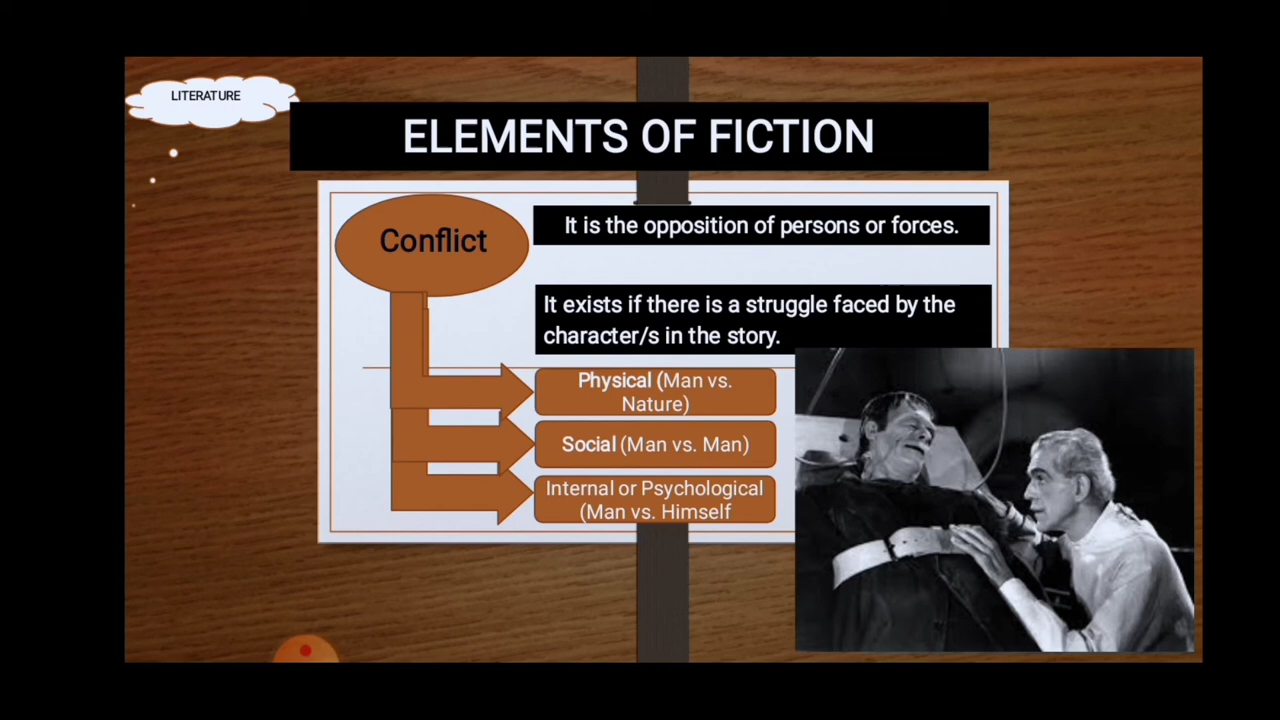 LITERATURE
ELEMENTS OF FICTION
Conflict
It is the opposition of persons or forces.
It exists if there is a struggle faced by the
character/s in the story.
Physical (Man vs.
Nature)
Social (Man vs. Man)
Internal or Psychological
(Man vs. Himself